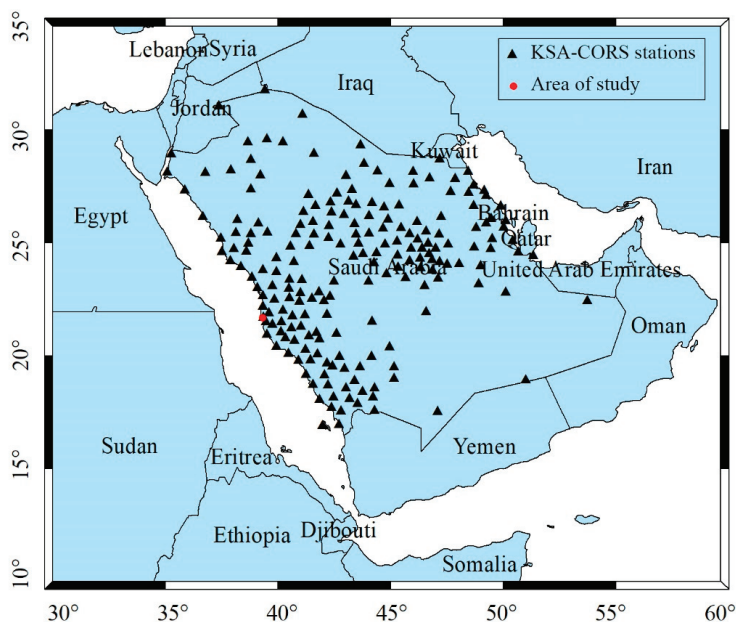 35°
Lebanon
Syria
Iraq
KSA-CORS stations
Area of study
Jordan
30°
Kuwait
Iran
Egypt
Bahrain
Qatar
25°
Saudi Arabia
United Arab Emirates
Oman
20°
Sudan
Yemen
15°
Eritrea
Ethiopia
Djibouti
Somalia
10°
30° 35° 40° 45° 50° 55° 60°